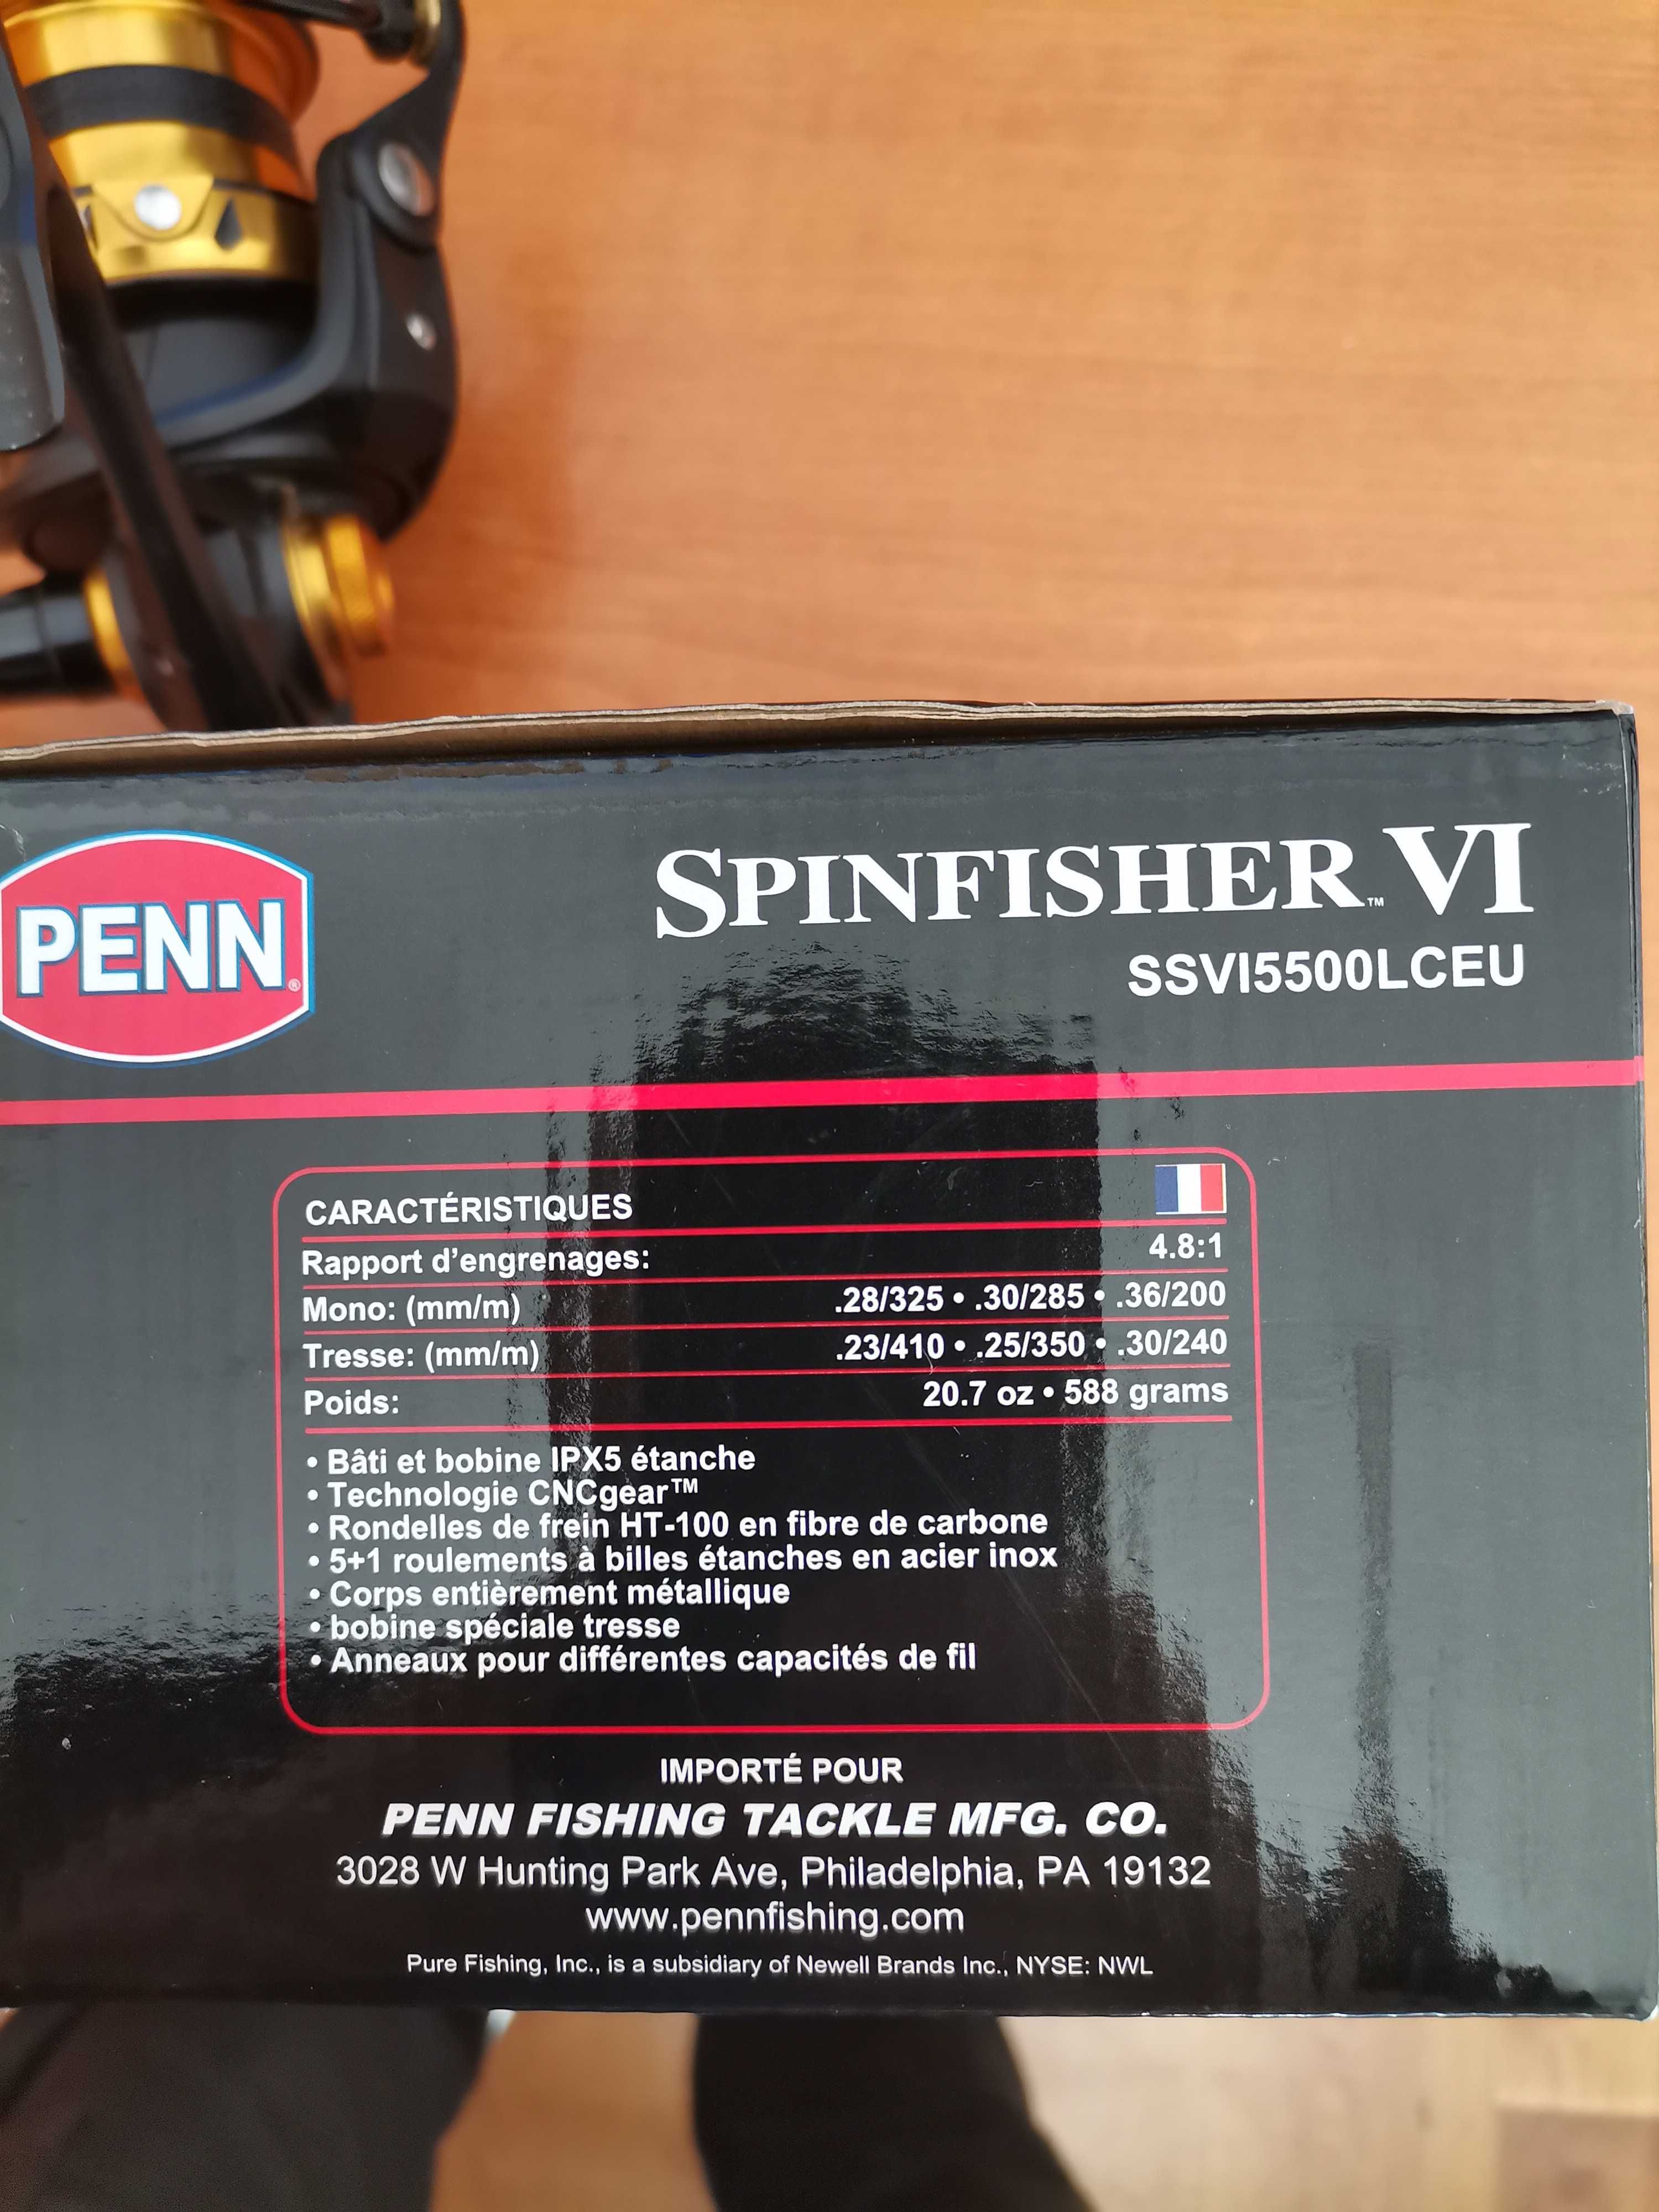 PENN®
SPINFISHER™ VI
SSVI5500LCEU
CARACTÉRISTIQUES
Rapport d'engrenages: 4.8:1
Mono: (mm/m) .28/325 • .30/285 • .36/200
Tresse: (mm/m) .23/410 • .25/350 • .30/240
Poids: 20.7 oz • 588 grams
• Bâti et bobine IPX5 étanche
• Technologie CNCgear™
• Rondelles de frein HT-100 en fibre de carbone
• 5+1 roulements à billes étanches en acier inox
• Corps entièrement métallique
• bobine spéciale tresse
• Anneaux pour différentes capacités de fil
IMPORTÉ POUR
PENN FISHING TACKLE MFG. CO.
3028 W Hunting Park Ave, Philadelphia, PA 19132
www.pennfishing.com
Pure Fishing, Inc., is a subsidiary of Newell Brands Inc., NYSE: NWL